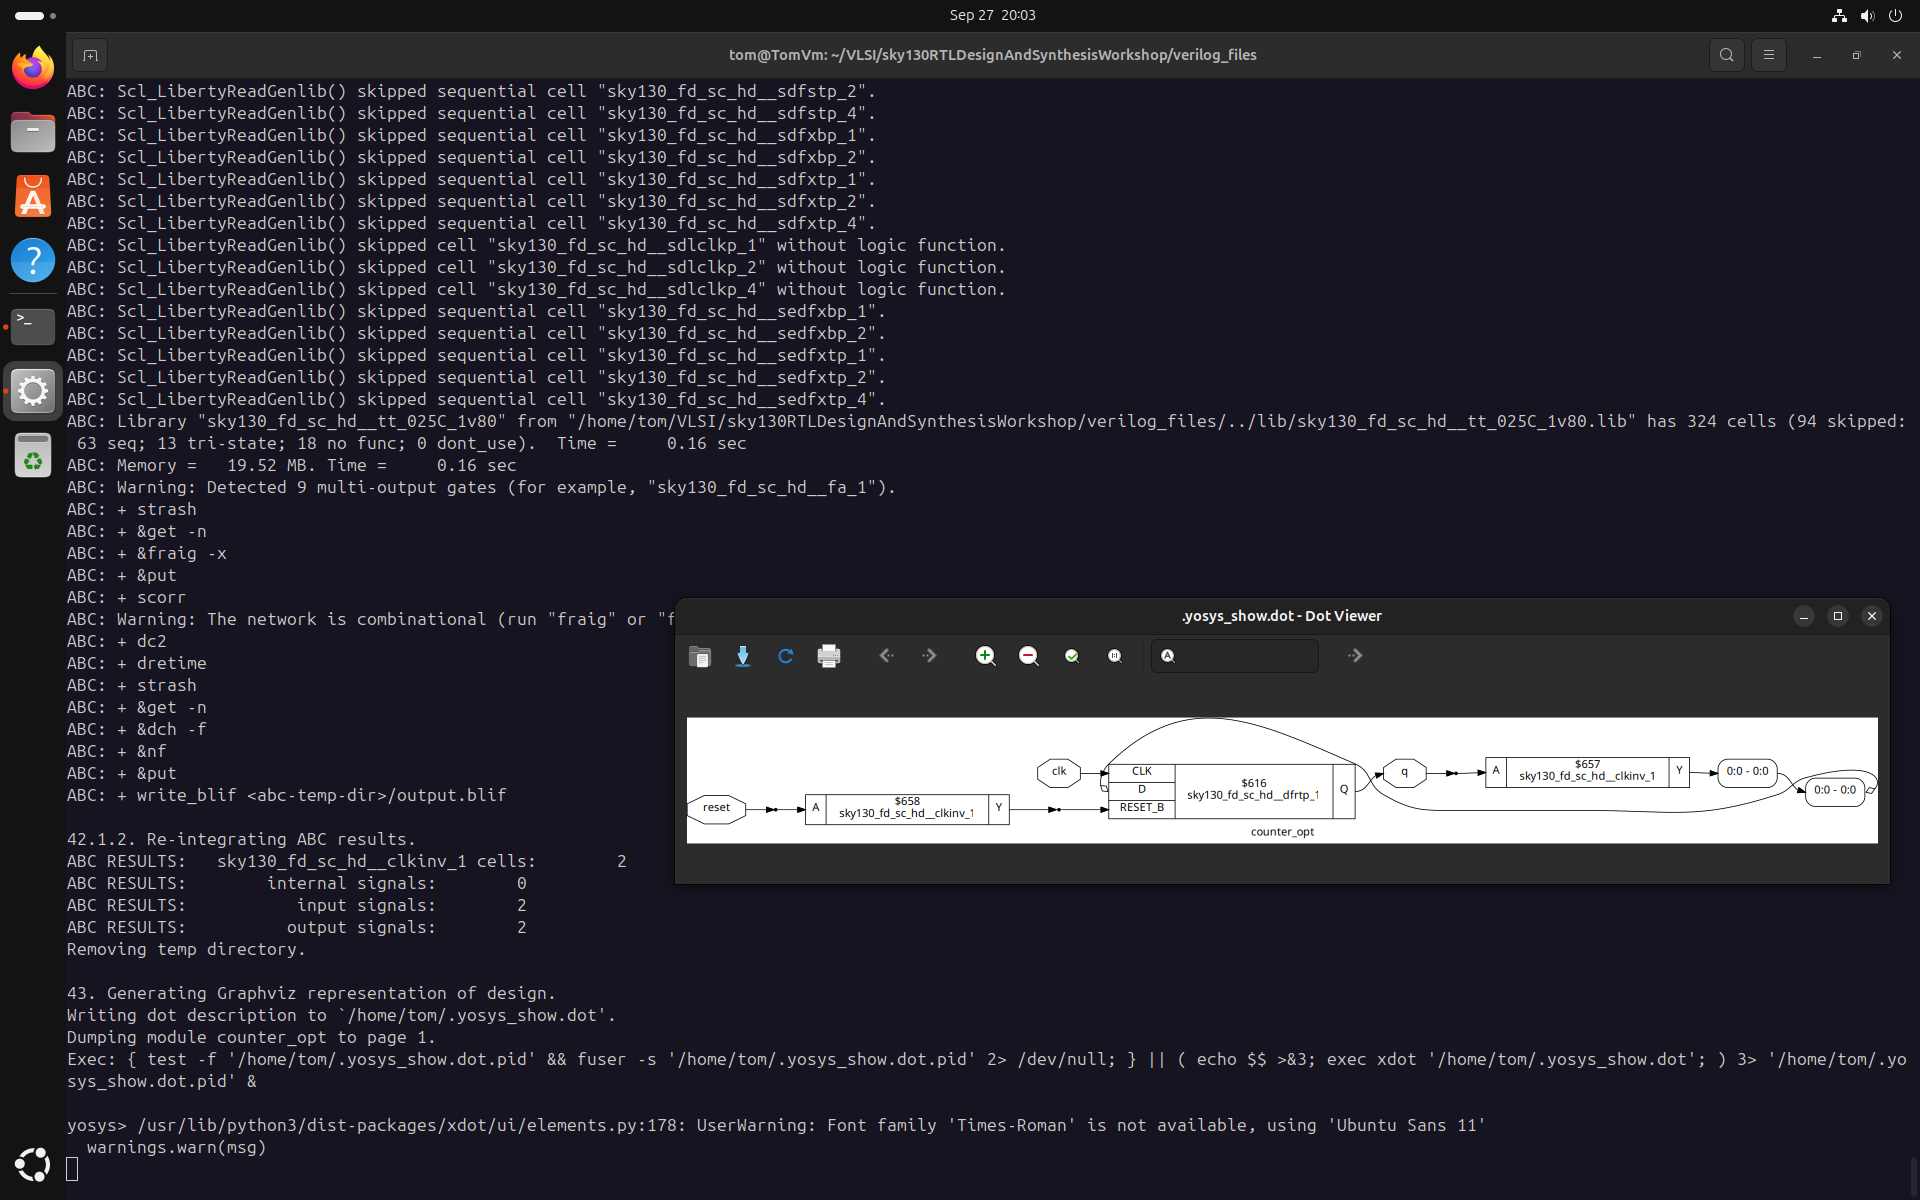 Sep 27 20:03
tom@TomVm: ~/VLSI/sky130RTLDesignAndSynthesisWorkshop/verilog_files
ABC: Scl_LibertyReadGenlib() skipped sequential cell "sky130_fd_sc_hd__sdfstp_2".
ABC: Scl_LibertyReadGenlib() skipped sequential cell "sky130_fd_sc_hd__sdfstp_4".
ABC: Scl_LibertyReadGenlib() skipped sequential cell "sky130_fd_sc_hd__sdfxbp_1".
ABC: Scl_LibertyReadGenlib() skipped sequential cell "sky130_fd_sc_hd__sdfxbp_2".
ABC: Scl_LibertyReadGenlib() skipped sequential cell "sky130_fd_sc_hd__sdfxtp_1".
ABC: Scl_LibertyReadGenlib() skipped sequential cell "sky130_fd_sc_hd__sdfxtp_2".
ABC: Scl_LibertyReadGenlib() skipped sequential cell "sky130_fd_sc_hd__sdfxtp_4".
ABC: Scl_LibertyReadGenlib() skipped cell "sky130_fd_sc_hd__sdlclkp_1" without logic function.
ABC: Scl_LibertyReadGenlib() skipped cell "sky130_fd_sc_hd__sdlclkp_2" without logic function.
ABC: Scl_LibertyReadGenlib() skipped cell "sky130_fd_sc_hd__sdlclkp_4" without logic function.
ABC: Scl_LibertyReadGenlib() skipped sequential cell "sky130_fd_sc_hd__sedfxbp_1".
ABC: Scl_LibertyReadGenlib() skipped sequential cell "sky130_fd_sc_hd__sedfxbp_2".
ABC: Scl_LibertyReadGenlib() skipped sequential cell "sky130_fd_sc_hd__sedfxtp_1".
ABC: Scl_LibertyReadGenlib() skipped sequential cell "sky130_fd_sc_hd__sedfxtp_2".
ABC: Scl_LibertyReadGenlib() skipped sequential cell "sky130_fd_sc_hd__sedfxtp_4".
ABC: Library "sky130_fd_sc_hd__tt_025C_1v80" from "/home/tom/VLSI/sky130RTLDesignAndSynthesisWorkshop/verilog_files/../lib/sky130_fd_sc_hd__tt_025C_1v80.lib" has 324 cells (94 skipped:
63 seq; 13 tri-state; 18 no func; 0 dont_use).  Time =     0.16 sec
ABC: Memory =   19.52 MB. Time =     0.16 sec
ABC: Warning: Detected 9 multi-output gates (for example, "sky130_fd_sc_hd__fa_1").
ABC: + strash
ABC: + &get -n
ABC: + &fraig -x
ABC: + &put
ABC: + scorr
ABC: Warning: The network is combinational (run "fraig" or "f
ABC: + dc2
ABC: + dretime
ABC: + strash
ABC: + &get -n
ABC: + &dch -f
ABC: + &nf
ABC: + &put
ABC: + write_blif <abc-temp-dir>/output.blif
42.1.2. Re-integrating ABC results.
ABC RESULTS:   sky130_fd_sc_hd__clkinv_1 cells:        2
ABC RESULTS:        internal signals:        0
ABC RESULTS:           input signals:        2
ABC RESULTS:          output signals:        2
Removing temp directory.
43. Generating Graphviz representation of design.
Writing dot description to `/home/tom/.yosys_show.dot'.
Dumping module counter_opt to page 1.
Exec: { test -f '/home/tom/.yosys_show.dot.pid' && fuser -s '/home/tom/.yosys_show.dot.pid' 2> /dev/null; } || ( echo $$ >&3; exec xdot '/home/tom/.yosys_show.dot'; ) 3> '/home/tom/.yo
sys_show.dot.pid' &
yosys> /usr/lib/python3/dist-packages/xdot/ui/elements.py:178: UserWarning: Font family 'Times-Roman' is not available, using 'Ubuntu Sans 11'
warnings.warn(msg)
.yosys_show.dot - Dot Viewer
reset
A
$658
sky130_fd_sc_hd__clkinv_1
Y
clk
CLK
D
RESET_B
$616
sky130_fd_sc_hd__dfrtp_1
Q
q
A
$657
sky130_fd_sc_hd__clkinv_1
Y
0:0 - 0:0
0:0 - 0:0
counter_opt